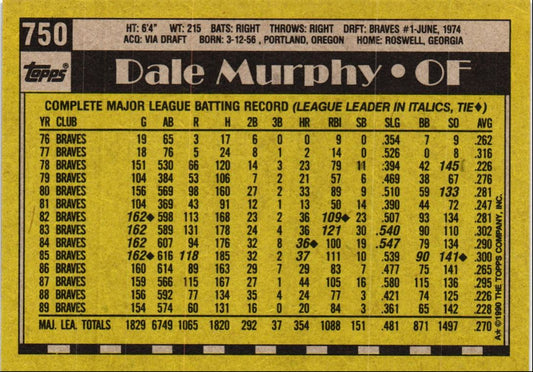 750
HT: 6'4" WT: 215 BATS: RIGHT THROWS: RIGHT DRFT: BRAVES #1-JUNE, 1974
ACQ: VIA DRAFT BORN: 3-12-56 , PORTLAND, OREGON HOME: ROSWELL, GEORGIA
Topps®
Dale Murphy • OF
COMPLETE MAJOR LEAGUE BATTING RECORD (LEAGUE LEADER IN ITALICS, TIE♦)
YR CLUB G AB R H 2B 3B HR RBI SB SLG BB SO AVG
76 BRAVES 19 65 3 17 6 0 0 9 0 .354 7 9 .262
77 BRAVES 18 76 5 24 8 1 2 14 0 .526 0 8 .316
78 BRAVES 151 530 66 120 14 3 23 79 11 .394 42 145 .226
79 BRAVES 104 384 53 106 7 2 21 57 6 .469 38 67 .276
80 BRAVES 156 569 98 160 27 2 33 89 9 .510 59 133 .281
81 BRAVES 104 369 43 91 12 1 13 50 14 .390 44 72 .247
82 BRAVES 162♦ 598 113 168 23 2 36 109♦ 23 .507 93 134 .281
83 BRAVES 162 589 131 178 24 4 36 121 30 .540 90 110 .302
84 BRAVES 162 607 94 176 32 8 36♦ 100 19 .547 79 134 .290
85 BRAVES 162♦ 616 118 185 32 2 37 111 10 .539 90 141♦ .300
86 BRAVES 160 614 89 163 29 7 29 83 7 .477 75 141 .265
87 BRAVES 159 566 115 167 27 1 44 105 16 .580 115 136 .295
88 BRAVES 156 592 77 134 35 4 24 77 3 .421 74 125 .226
89 BRAVES 154 574 60 131 16 0 20 84 3 .361 65 142 .228
MAJ. LEA. TOTALS 1829 6749 1065 1820 292 37 354 1088 151 .481 871 1497 .270
A★ ©1990 THE TOPPS COMPANY, INC.